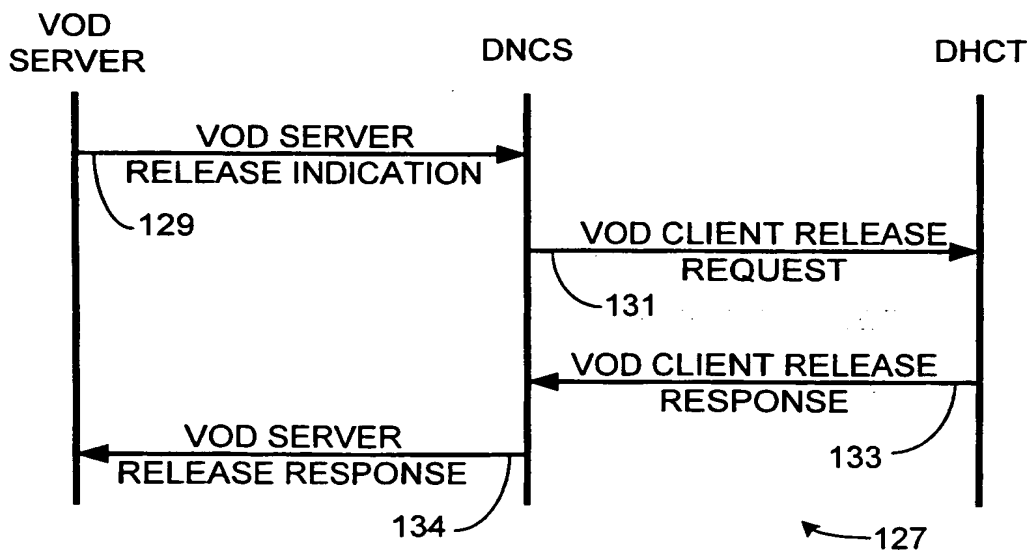 VOD
SERVER
DNCS
DHCT
VOD SERVER
RELEASE INDICATION
129
VOD CLIENT RELEASE
REQUEST
131
VOD CLIENT RELEASE
RESPONSE
133
VOD SERVER
RELEASE RESPONSE
134
127